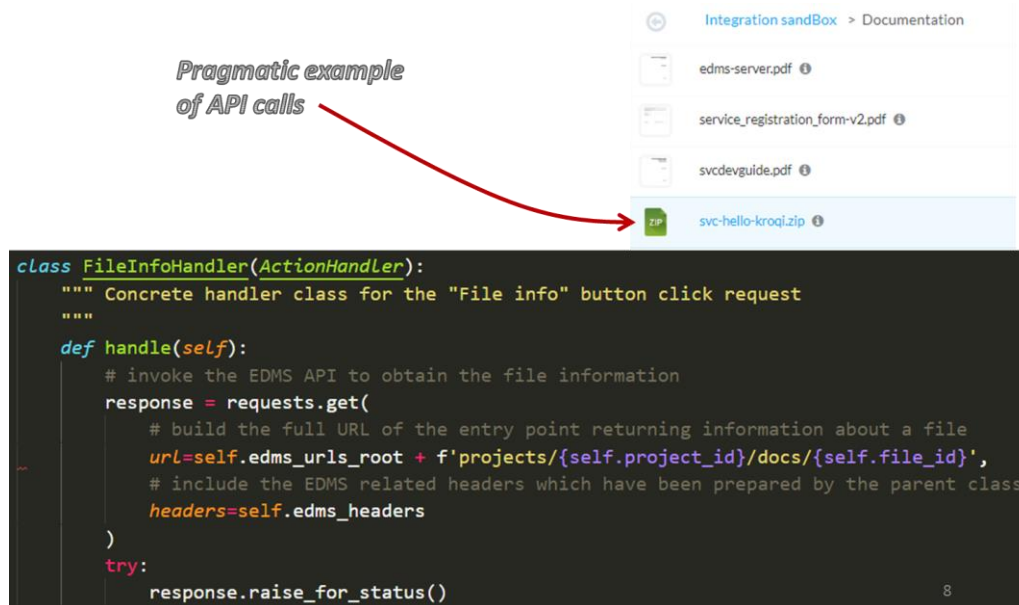 Integration sandBox > Documentation
Pragmatic example
of API calls
edms-server.pdf
service_registration_form-v2.pdf
svcdevguide.pdf
ZIP svc-hello-kroqi.zip
class FileInfoHandler(ActionHandler):
    """ Concrete handler class for the "File info" button click request
    """
    def handle(self):
        # invoke the EDMS API to obtain the file information
        response = requests.get(
            # build the full URL of the entry point returning information about a file
            url=self.edms_urls_root + f'projects/{self.project_id}/docs/{self.file_id}',
            # include the EDMS related headers which have been prepared by the parent class
            headers=self.edms_headers
        )
        try:
            response.raise_for_status()
8